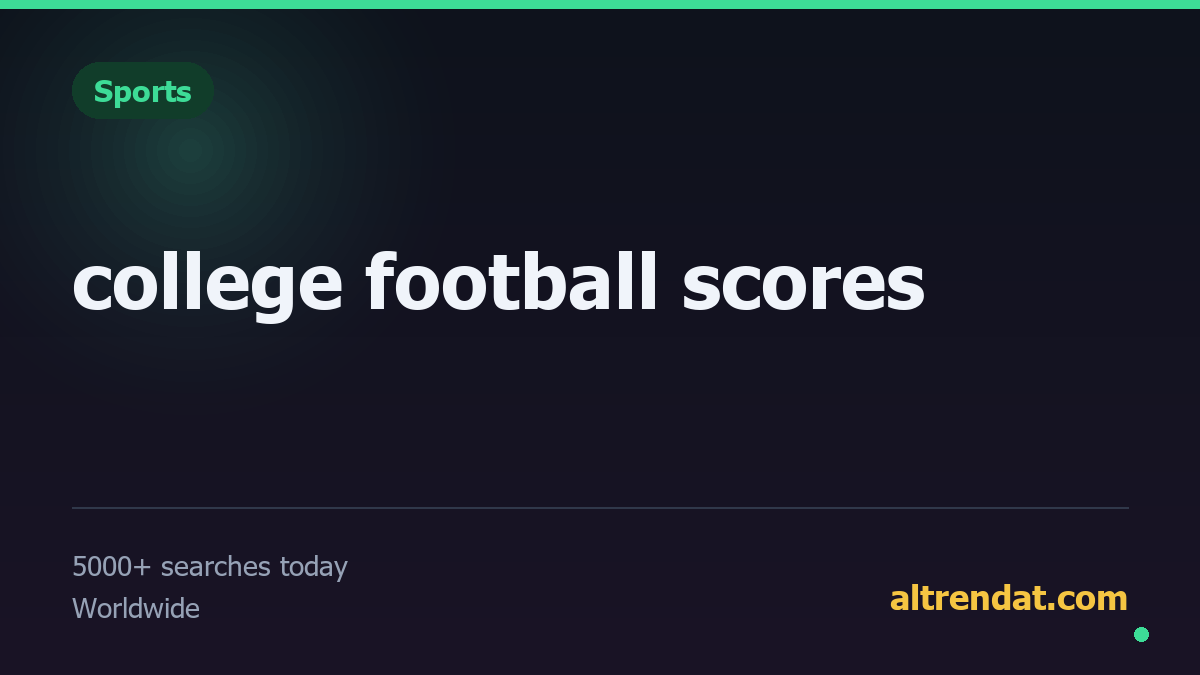 Sports
college football scores
5000+ searches today
Worldwide
altrendat.com